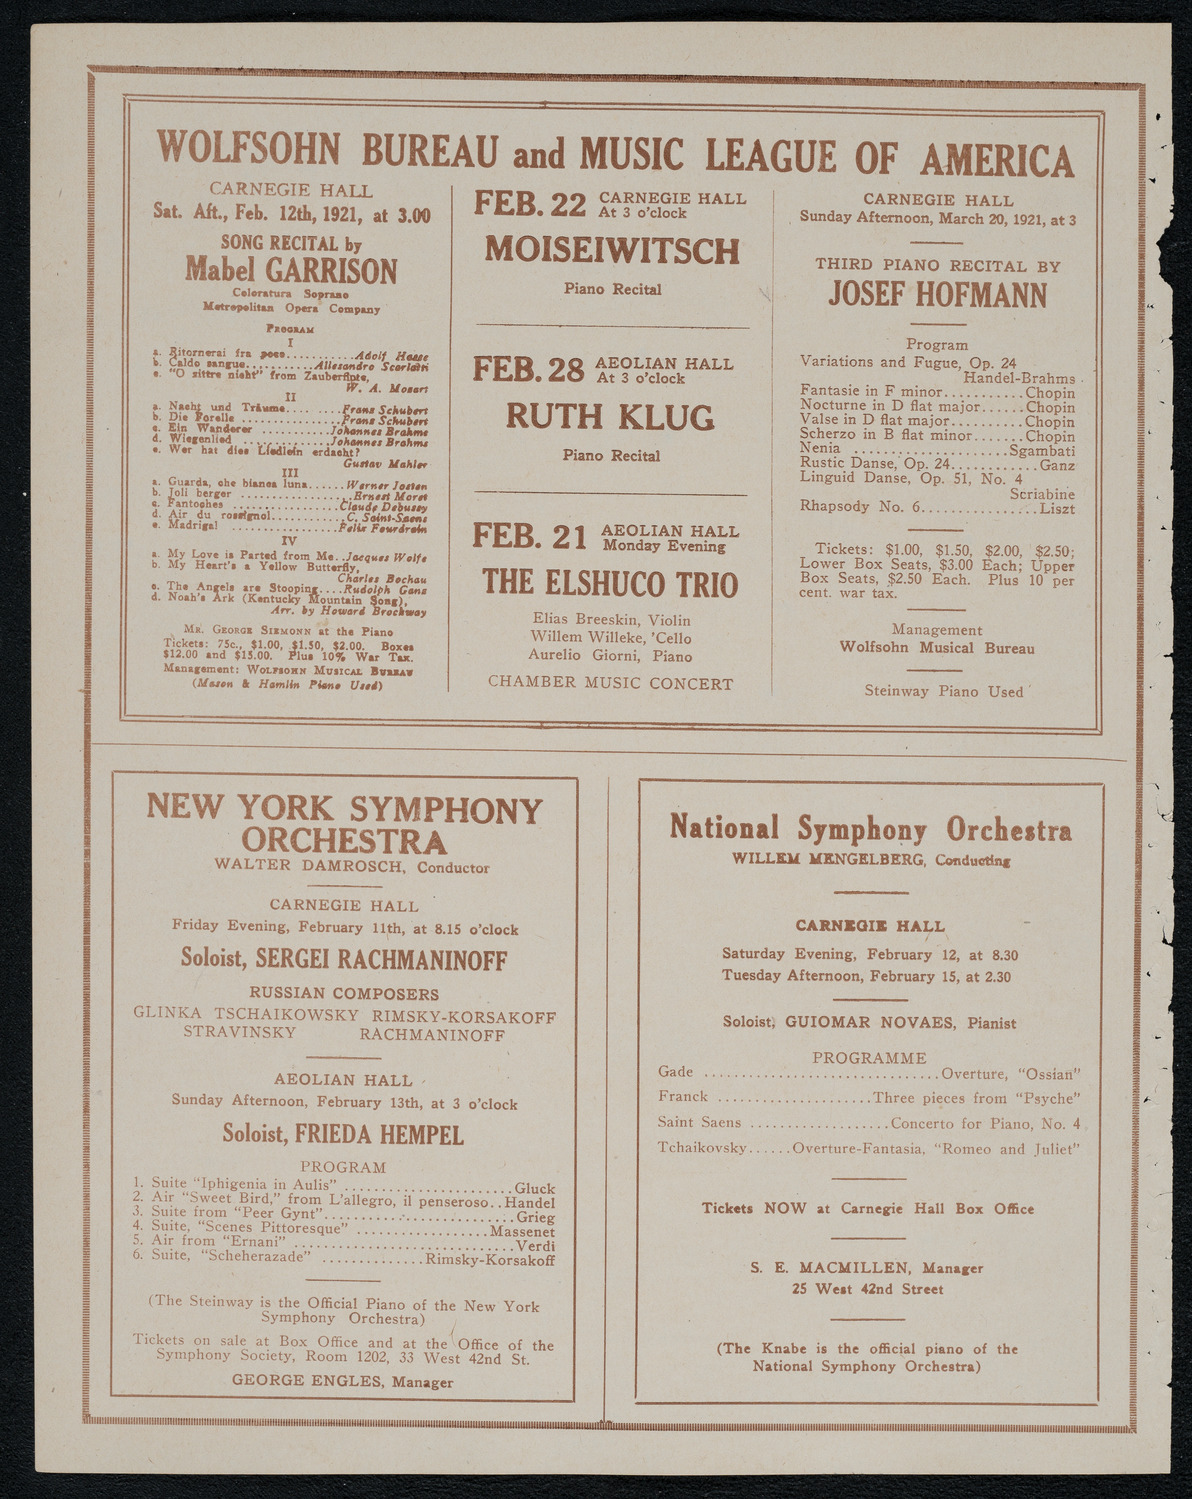 WOLFSOHN BUREAU and MUSIC LEAGUE OF AMERICA
CARNEGIE HALL
Sat. Aft., Feb. 12th, 1921, at 3.00
SONG RECITAL by
Mabel GARRISON
Coloratura Soprano
Metropolitan Opera Company
PROGRAM
I
a. Ritornerai fra poco...........Adolf Hasse
b. Caldo sangue...........Allesandro Scarlatti
c. "O zittre nicht" from Zauberflote,
W. A. Mozart
II
a. Nacht und Träume.........Franz Schubert
b. Die Forelle ................Franz Schubert
c. Ein Wanderer ...........Johannes Brahms
d. Wiegenlied .............Johannes Brahms
e. Wer hat dies Liedlein erdacht?
Gustav Mahler
III
a. Guarda, che bianca luna......Werner Josten
b. Joli berger ..................Ernest Moret
c. Fantoches .................Claude Debussy
d. Air du rossignol............C. Saint-Saens
e. Madrigal .................Felix Fourdrain
IV
a. My Love is Parted from Me..Jacques Wolfe
b. My Heart's a Yellow Butterfly,
Charles Bochau
c. The Angels are Stooping....Rudolph Ganz
d. Noah's Ark (Kentucky Mountain Song),
Arr. by Howard Brockway
MR. GEORGE SIEMONN at the Piano
Tickets: 75c., $1.00, $1.50, $2.00. Boxes
$12.00 and $15.00. Plus 10% War Tax.
Management: WOLFSOHN MUSICAL BUREAU
(Mason & Hamlin Piano Used)
FEB. 22 CARNEGIE HALL
At 3 o'clock
MOISEIWITSCH
Piano Recital
FEB. 28 AEOLIAN HALL
At 3 o'clock
RUTH KLUG
Piano Recital
FEB. 21 AEOLIAN HALL
Monday Evening
THE ELSHUCO TRIO
Elias Breeskin, Violin
Willem Willeke, 'Cello
Aurelio Giorni, Piano
CHAMBER MUSIC CONCERT
CARNEGIE HALL
Sunday Afternoon, March 20, 1921, at 3
THIRD PIANO RECITAL BY
JOSEF HOFMANN
Program
Variations and Fugue, Op. 24
Handel-Brahms
Fantasie in F minor...........Chopin
Nocturne in D flat major......Chopin
Valse in D flat major..........Chopin
Scherzo in B flat minor.......Chopin
Nenia .....................Sgambati
Rustic Danse, Op. 24............Ganz
Linguid Danse, Op. 51, No. 4
Scriabine
Rhapsody No. 6................Liszt
Tickets: $1.00, $1.50, $2.00, $2.50;
Lower Box Seats, $3.00 Each; Upper
Box Seats, $2.50 Each. Plus 10 per
cent. war tax.
Management
Wolfsohn Musical Bureau
Steinway Piano Used
NEW YORK SYMPHONY
ORCHESTRA
WALTER DAMROSCH, Conductor
CARNEGIE HALL
Friday Evening, February 11th, at 8.15 o'clock
Soloist, SERGEI RACHMANINOFF
RUSSIAN COMPOSERS
GLINKA TSCHAIKOWSKY RIMSKY-KORSAKOFF
STRAVINSKY RACHMANINOFF
AEOLIAN HALL
Sunday Afternoon, February 13th, at 3 o'clock
Soloist, FRIEDA HEMPEL
PROGRAM
1. Suite "Iphigenia in Aulis" ........................Gluck
2. Air "Sweet Bird," from L'allegro, il penseroso..Handel
3. Suite from "Peer Gynt"..........................Grieg
4. Suite, "Scenes Pittoresque" ..................Massenet
5. Air from "Ernani" ..............................Verdi
6. Suite, "Scheherazade" ..............Rimsky-Korsakoff
(The Steinway is the Official Piano of the New York
Symphony Orchestra)
Tickets on sale at Box Office and at the Office of the
Symphony Society, Room 1202, 33 West 42nd St.
GEORGE ENGLES, Manager
National Symphony Orchestra
WILLEM MENGELBERG, Conducting
CARNEGIE HALL
Saturday Evening, February 12, at 8.30
Tuesday Afternoon, February 15, at 2.30
Soloist, GUIOMAR NOVAES, Pianist
PROGRAMME
Gade ...............................Overture, "Ossian"
Franck .....................Three pieces from "Psyche"
Saint Saens ...................Concerto for Piano, No. 4
Tchaikovsky......Overture-Fantasia, "Romeo and Juliet"
Tickets NOW at Carnegie Hall Box Office
S. E. MACMILLEN, Manager
25 West 42nd Street
(The Knabe is the official piano of the
National Symphony Orchestra)